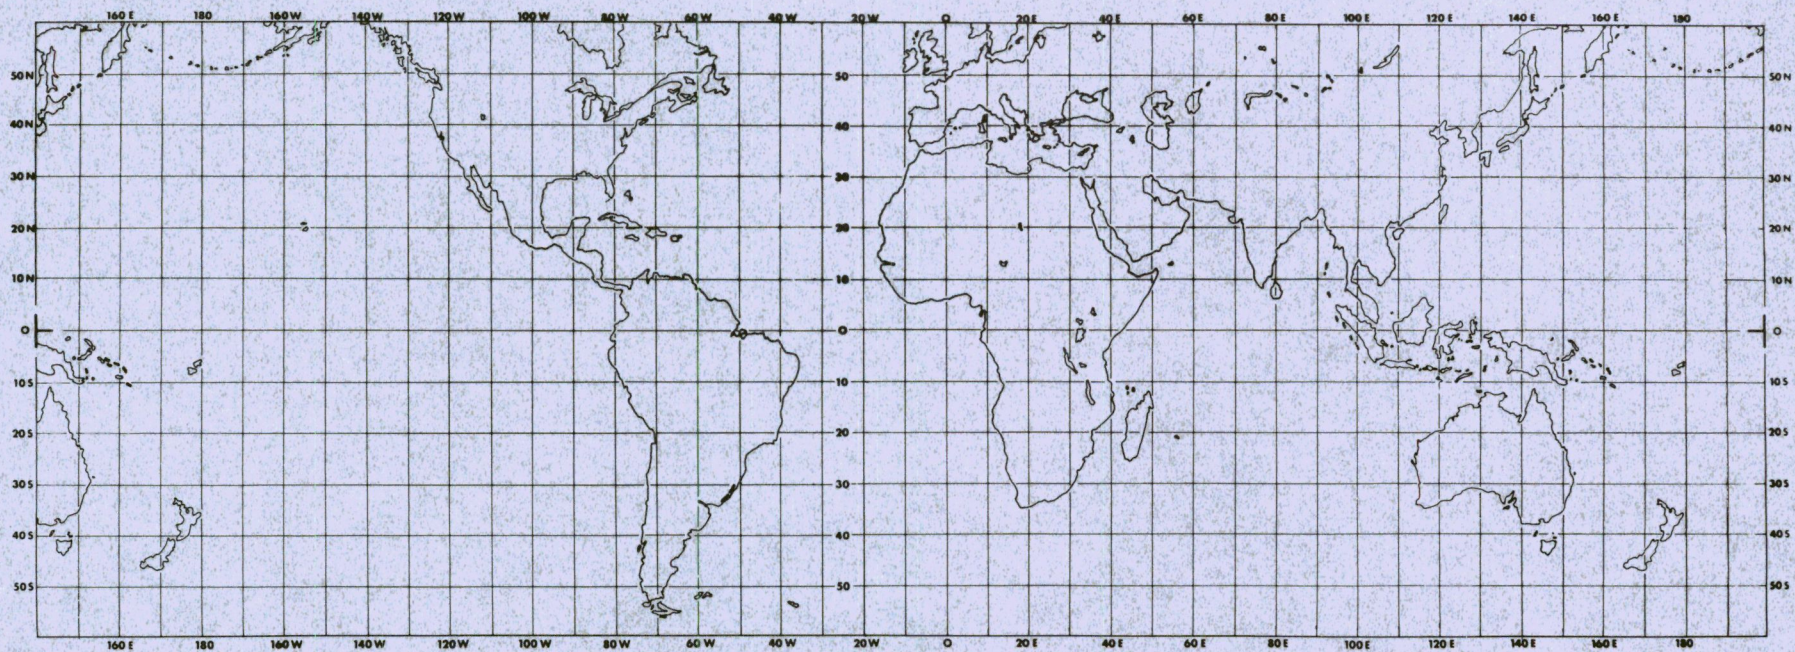 160 E 180 160 W 140 W 120 W 100 W 80 W 60 W 40 W 20 W 0 20 E 40 E 60 E 80 E 100 E 120 E 140 E 160 E 180
50 N 50 50 N
40 N 40 40 N
30 N 30 30 N
20 N 20 20 N
10 N 10 10 N
0 0 0
10 S 10 10 S
20 S 20 20 S
30 S 30 30 S
40 S 40 40 S
50 S 50 50 S
160 E 180 160 W 140 W 120 W 100 W 80 W 60 W 40 W 20 W 0 20 E 40 E 60 E 80 E 100 E 120 E 140 E 160 E 180